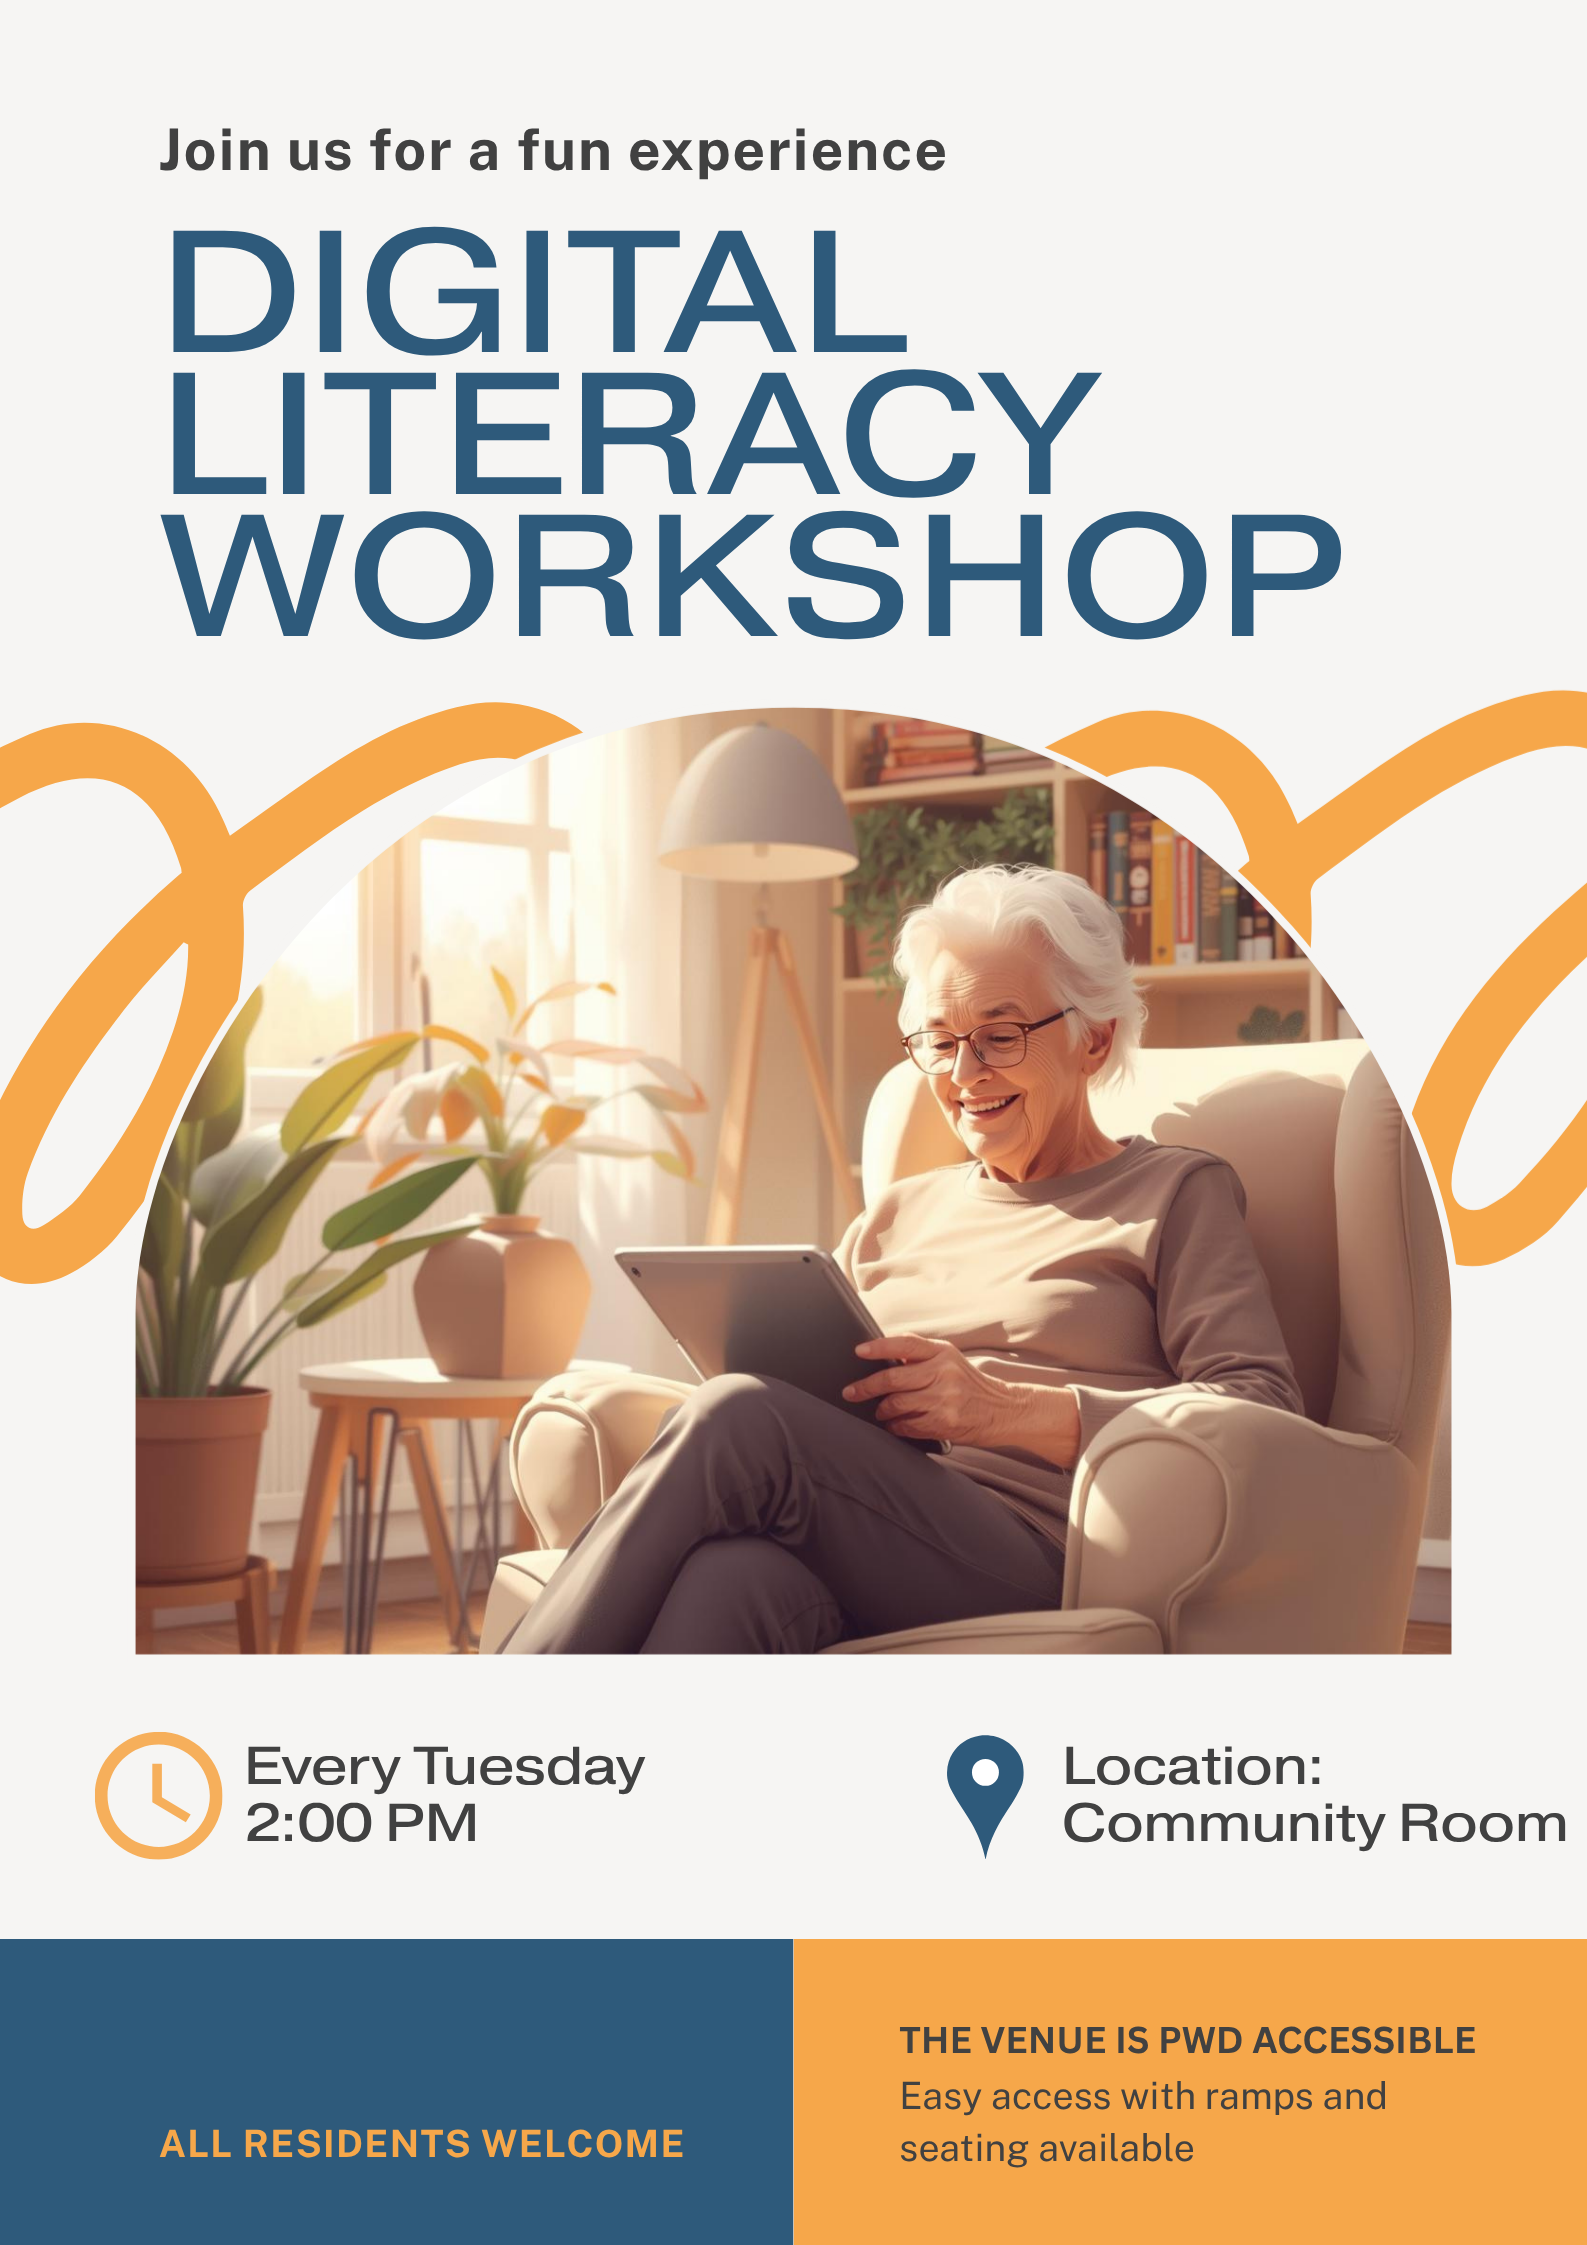 Join us for a fun experience
DIGITAL
LITERACY
WORKSHOP
Every Tuesday
2:00 PM
Location:
Community Room
ALL RESIDENTS WELCOME
THE VENUE IS PWD ACCESSIBLE
Easy access with ramps and
seating available